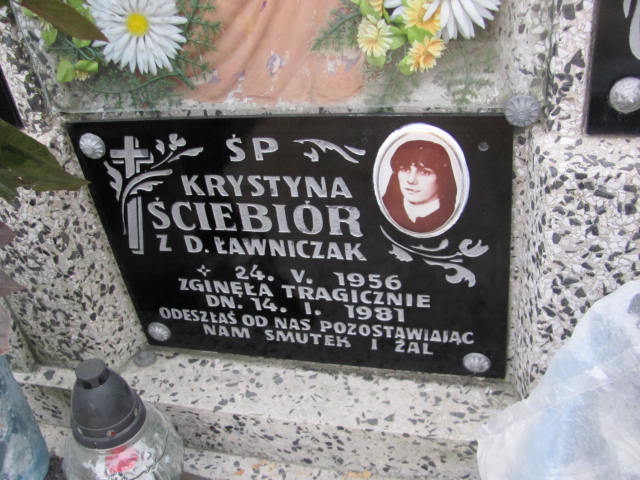 ŚP
KRYSTYNA
ŚCIEBIÓR
Z D. ŁAWNICZAK
24. V. 1956
ZGINĘŁA TRAGICZNIE
DN. 14. I. 1981
ODESZŁAŚ OD NAS POZOSTAWIAJĄC
NAM SMUTEK I ŻAL